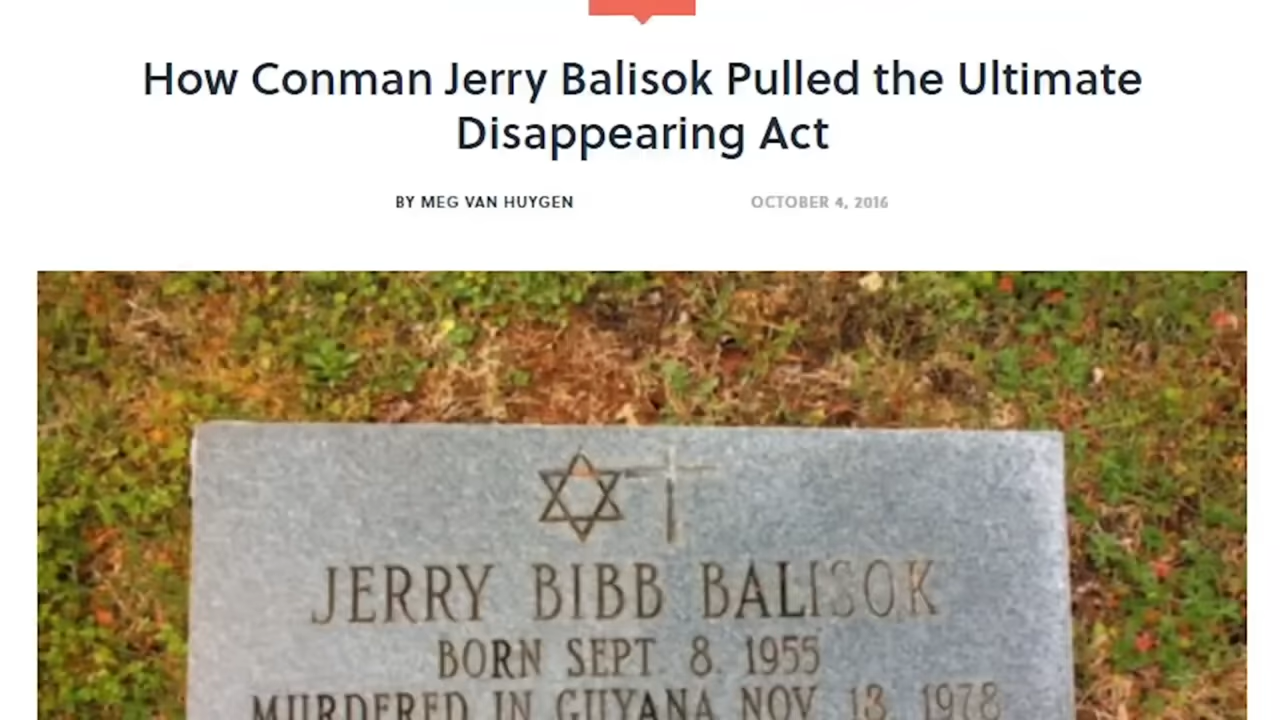 How Conman Jerry Balisok Pulled the Ultimate
Disappearing Act
BY MEG VAN HUYGEN
OCTOBER 4, 2016
JERRY BIBB BALISOK
BORN SEPT. 8, 1955
MURDERED IN GUYANA NOV. 13, 1978